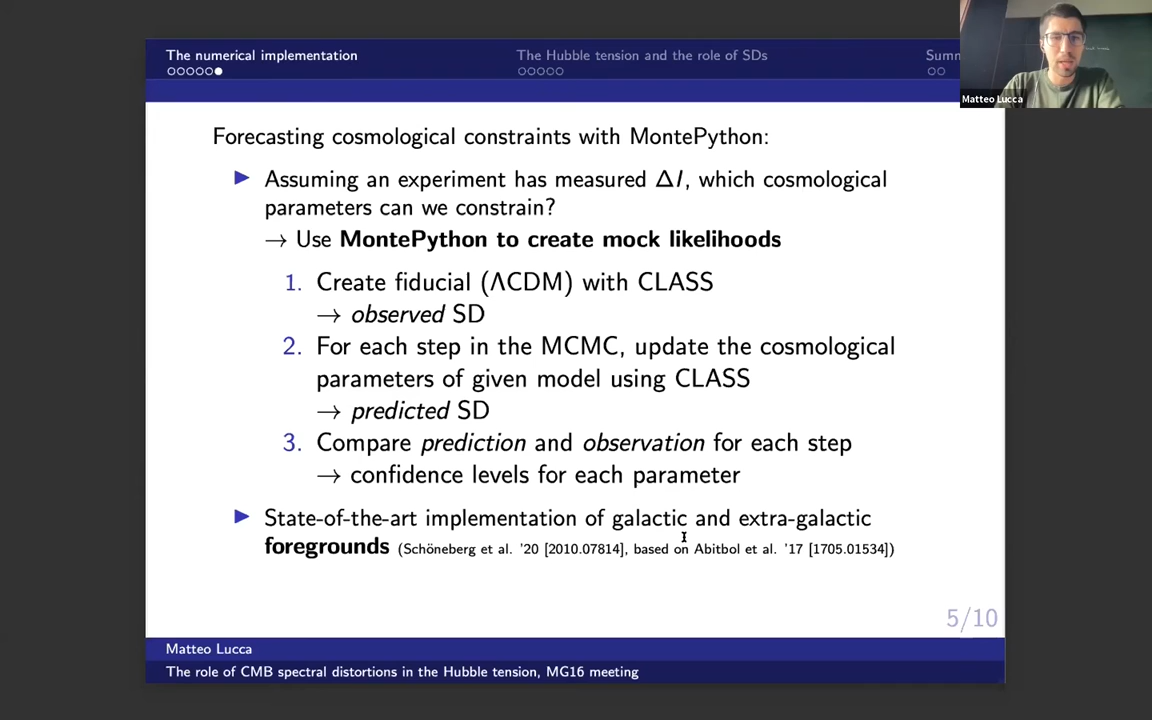 The numerical implementation
The Hubble tension and the role of SDs
Summ
Matteo Lucca
Forecasting cosmological constraints with MontePython:
Assuming an experiment has measured ΔI, which cosmological
parameters can we constrain?
→ Use MontePython to create mock likelihoods
1. Create fiducial (ΛCDM) with CLASS
→ observed SD
2. For each step in the MCMC, update the cosmological
parameters of given model using CLASS
→ predicted SD
3. Compare prediction and observation for each step
→ confidence levels for each parameter
State-of-the-art implementation of galactic and extra-galactic
foregrounds (Schöneberg et al. '20 [2010.07814], based on Abitbol et al. '17 [1705.01534])
5/10
Matteo Lucca
The role of CMB spectral distortions in the Hubble tension, MG16 meeting